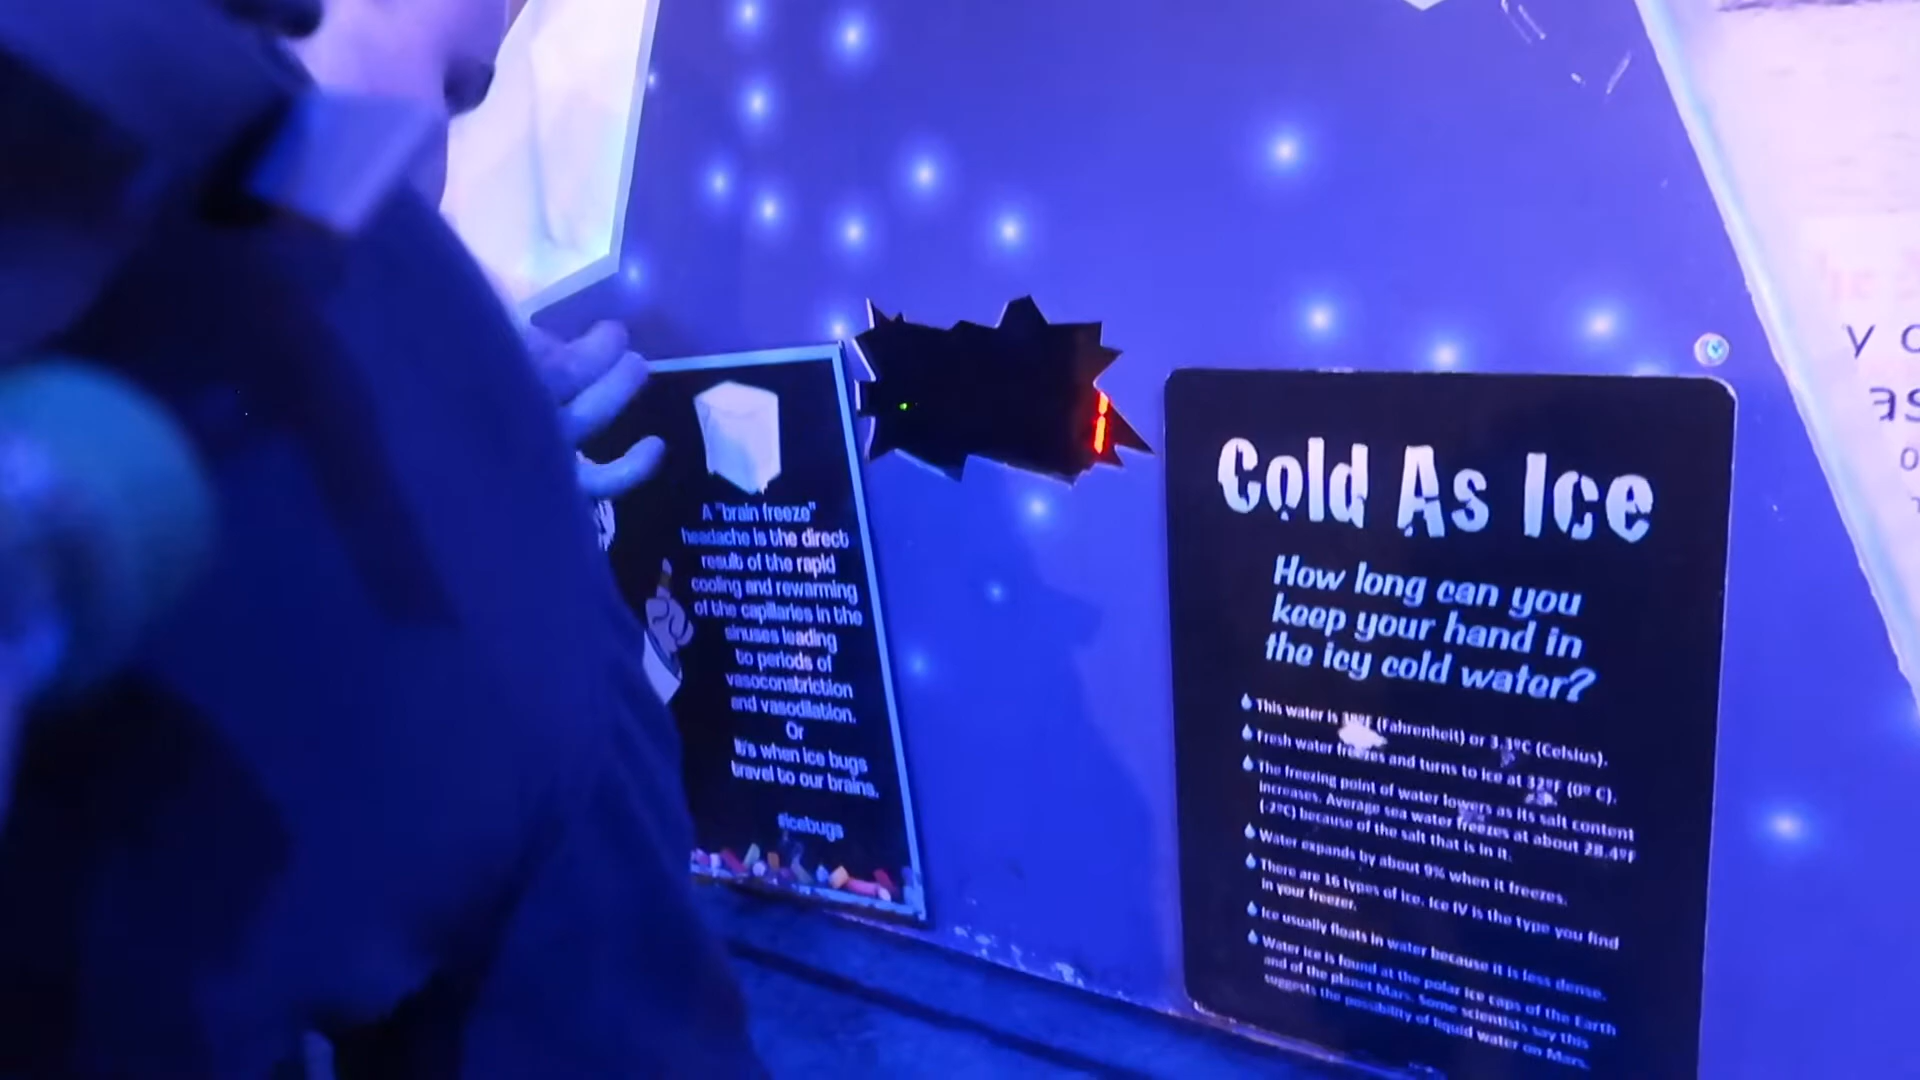 A "brain freeze"
headache is the direct
result of the rapid
cooling and rewarming
of the capillaries in the
sinuses leading
to periods of
vasoconstriction
and vasodilation.
Or
It's when ice bugs
travel to our brains.
#icebugs
1
Cold As Ice
How long can you
keep your hand in
the icy cold water?
This water is 38ºF (Fahrenheit) or 3.3ºC (Celsius).
Fresh water freezes and turns to ice at 32ºF (0º C).
The freezing point of water lowers as its salt content
increases. Average sea water freezes at about 28.4ºF
(-2ºC) because of the salt that is in it.
Water expands by about 9% when it freezes.
There are 16 types of ice. Ice IV is the type you find
in your freezer.
Ice usually floats in water because it is less dense.
Water ice is found at the polar ice caps of the Earth
and of the planet Mars. Some scientists say this
suggests the possibility of liquid water on Mars.